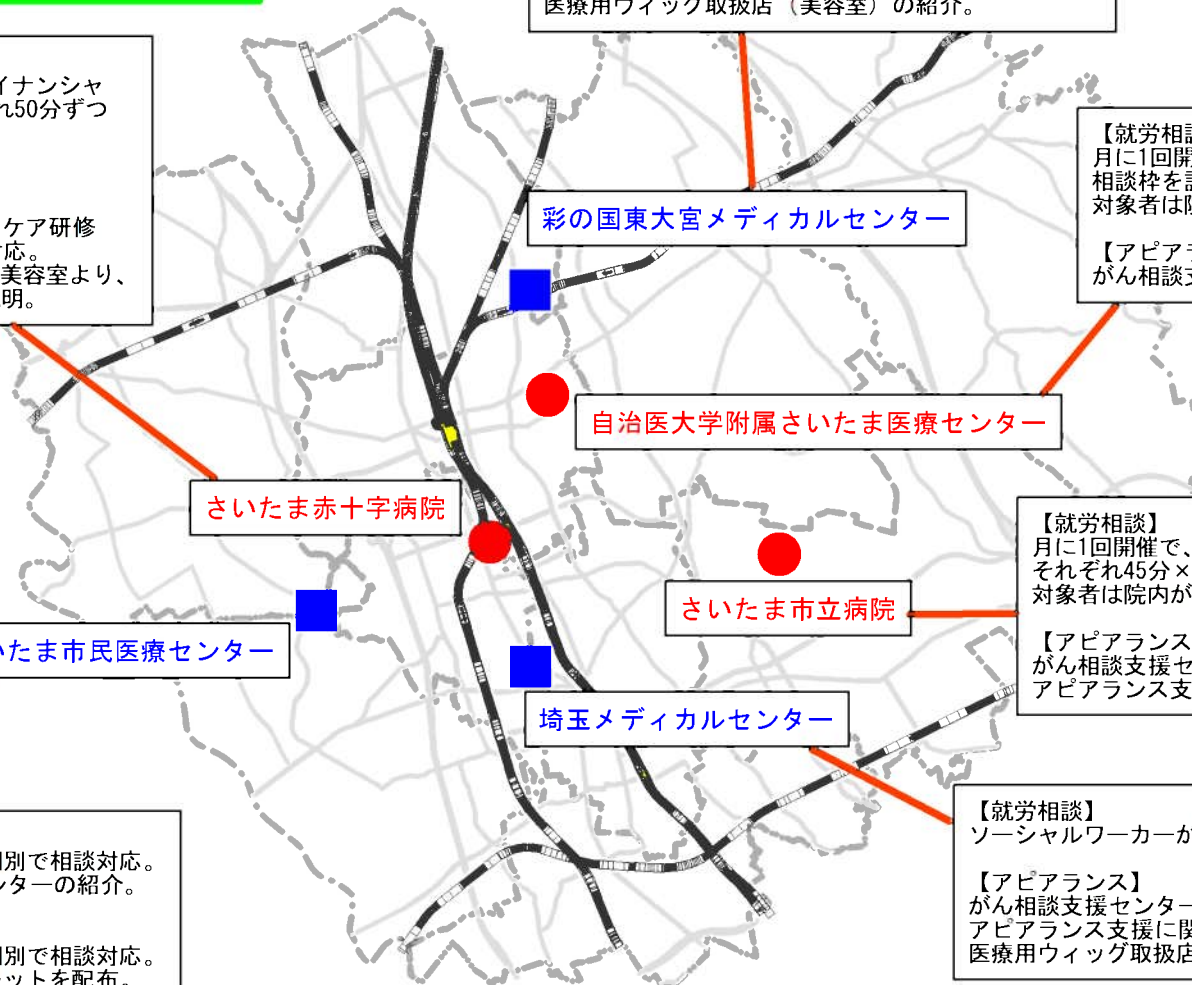 医療用ウィッグ取扱店（美容室）の紹介。
イナンシャ
れ50分ずつ
ケア研修
応。
美容室より、
明。
彩の国東大宮メディカルセンター
【就労相談
月に1回開
相談枠を設
対象者は院
【アピアラ
がん相談支
自治医大学附属さいたま医療センター
さいたま赤十字病院
【就労相談】
月に1回開催で、
それぞれ45分×
対象者は院内が
【アピアランス
がん相談支援セ
アピアランス支
さいたま市立病院
いたま市民医療センター
埼玉メディカルセンター
【就労相談】
ソーシャルワーカーが
【アピアランス】
がん相談支援センター
アピアランス支援に関
医療用ウィッグ取扱店
個別で相談対応。
ンターの紹介。
個別で相談対応。
レットを配布。